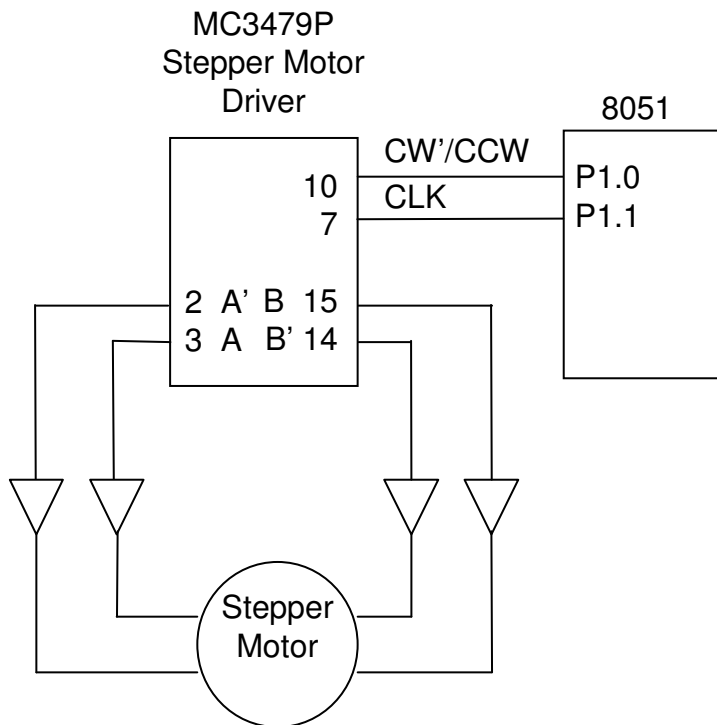 MC3479P
Stepper Motor
Driver
8051
CW’/CCW
10
P1.0
CLK
7
P1.1
2 A’ B 15
3 A B’ 14
Stepper
Motor